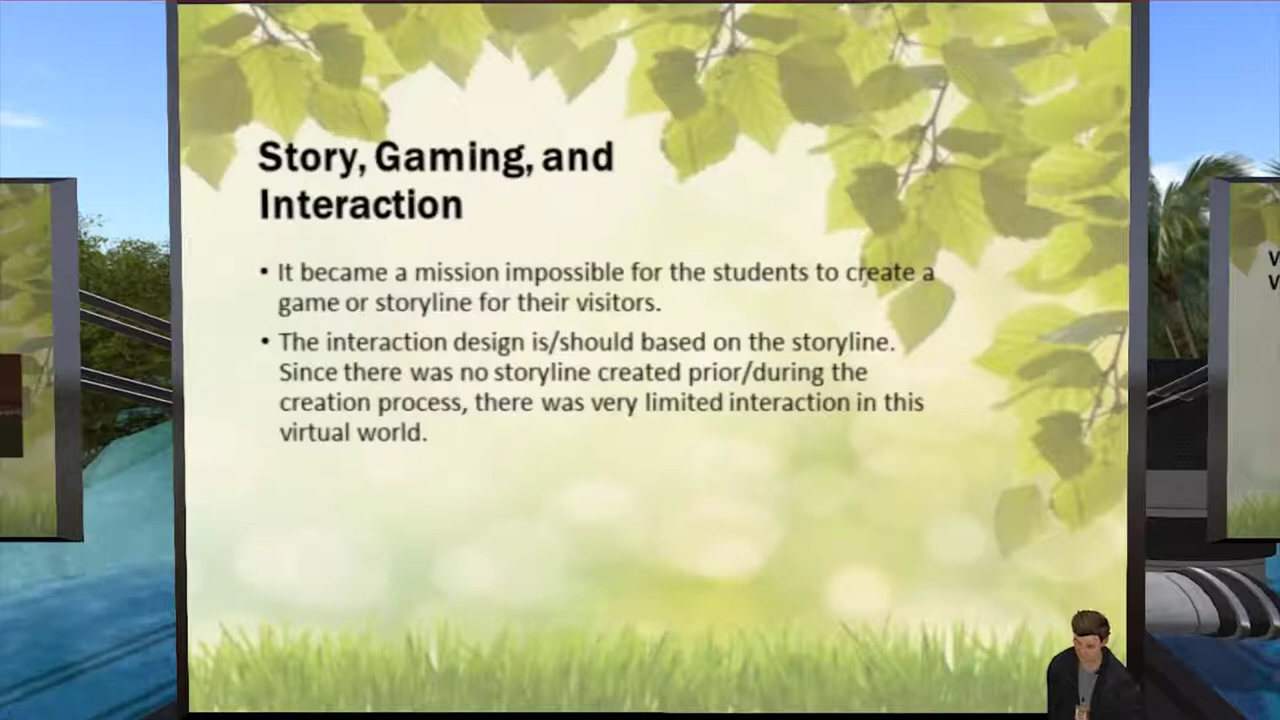 Story, Gaming, and
Interaction
• It became a mission impossible for the students to create a
game or storyline for their visitors.
• The interaction design is/should based on the storyline.
Since there was no storyline created prior/during the
creation process, there was very limited interaction in this
virtual world.